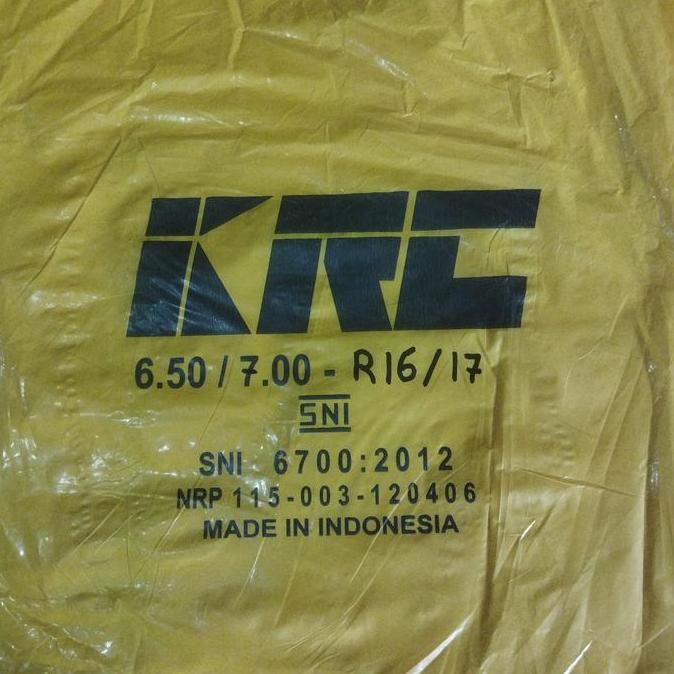 KRC
6.50 / 7.00 - R16/17
SNI
SNI 6700:2012
NRP 115-003-120406
MADE IN INDONESIA